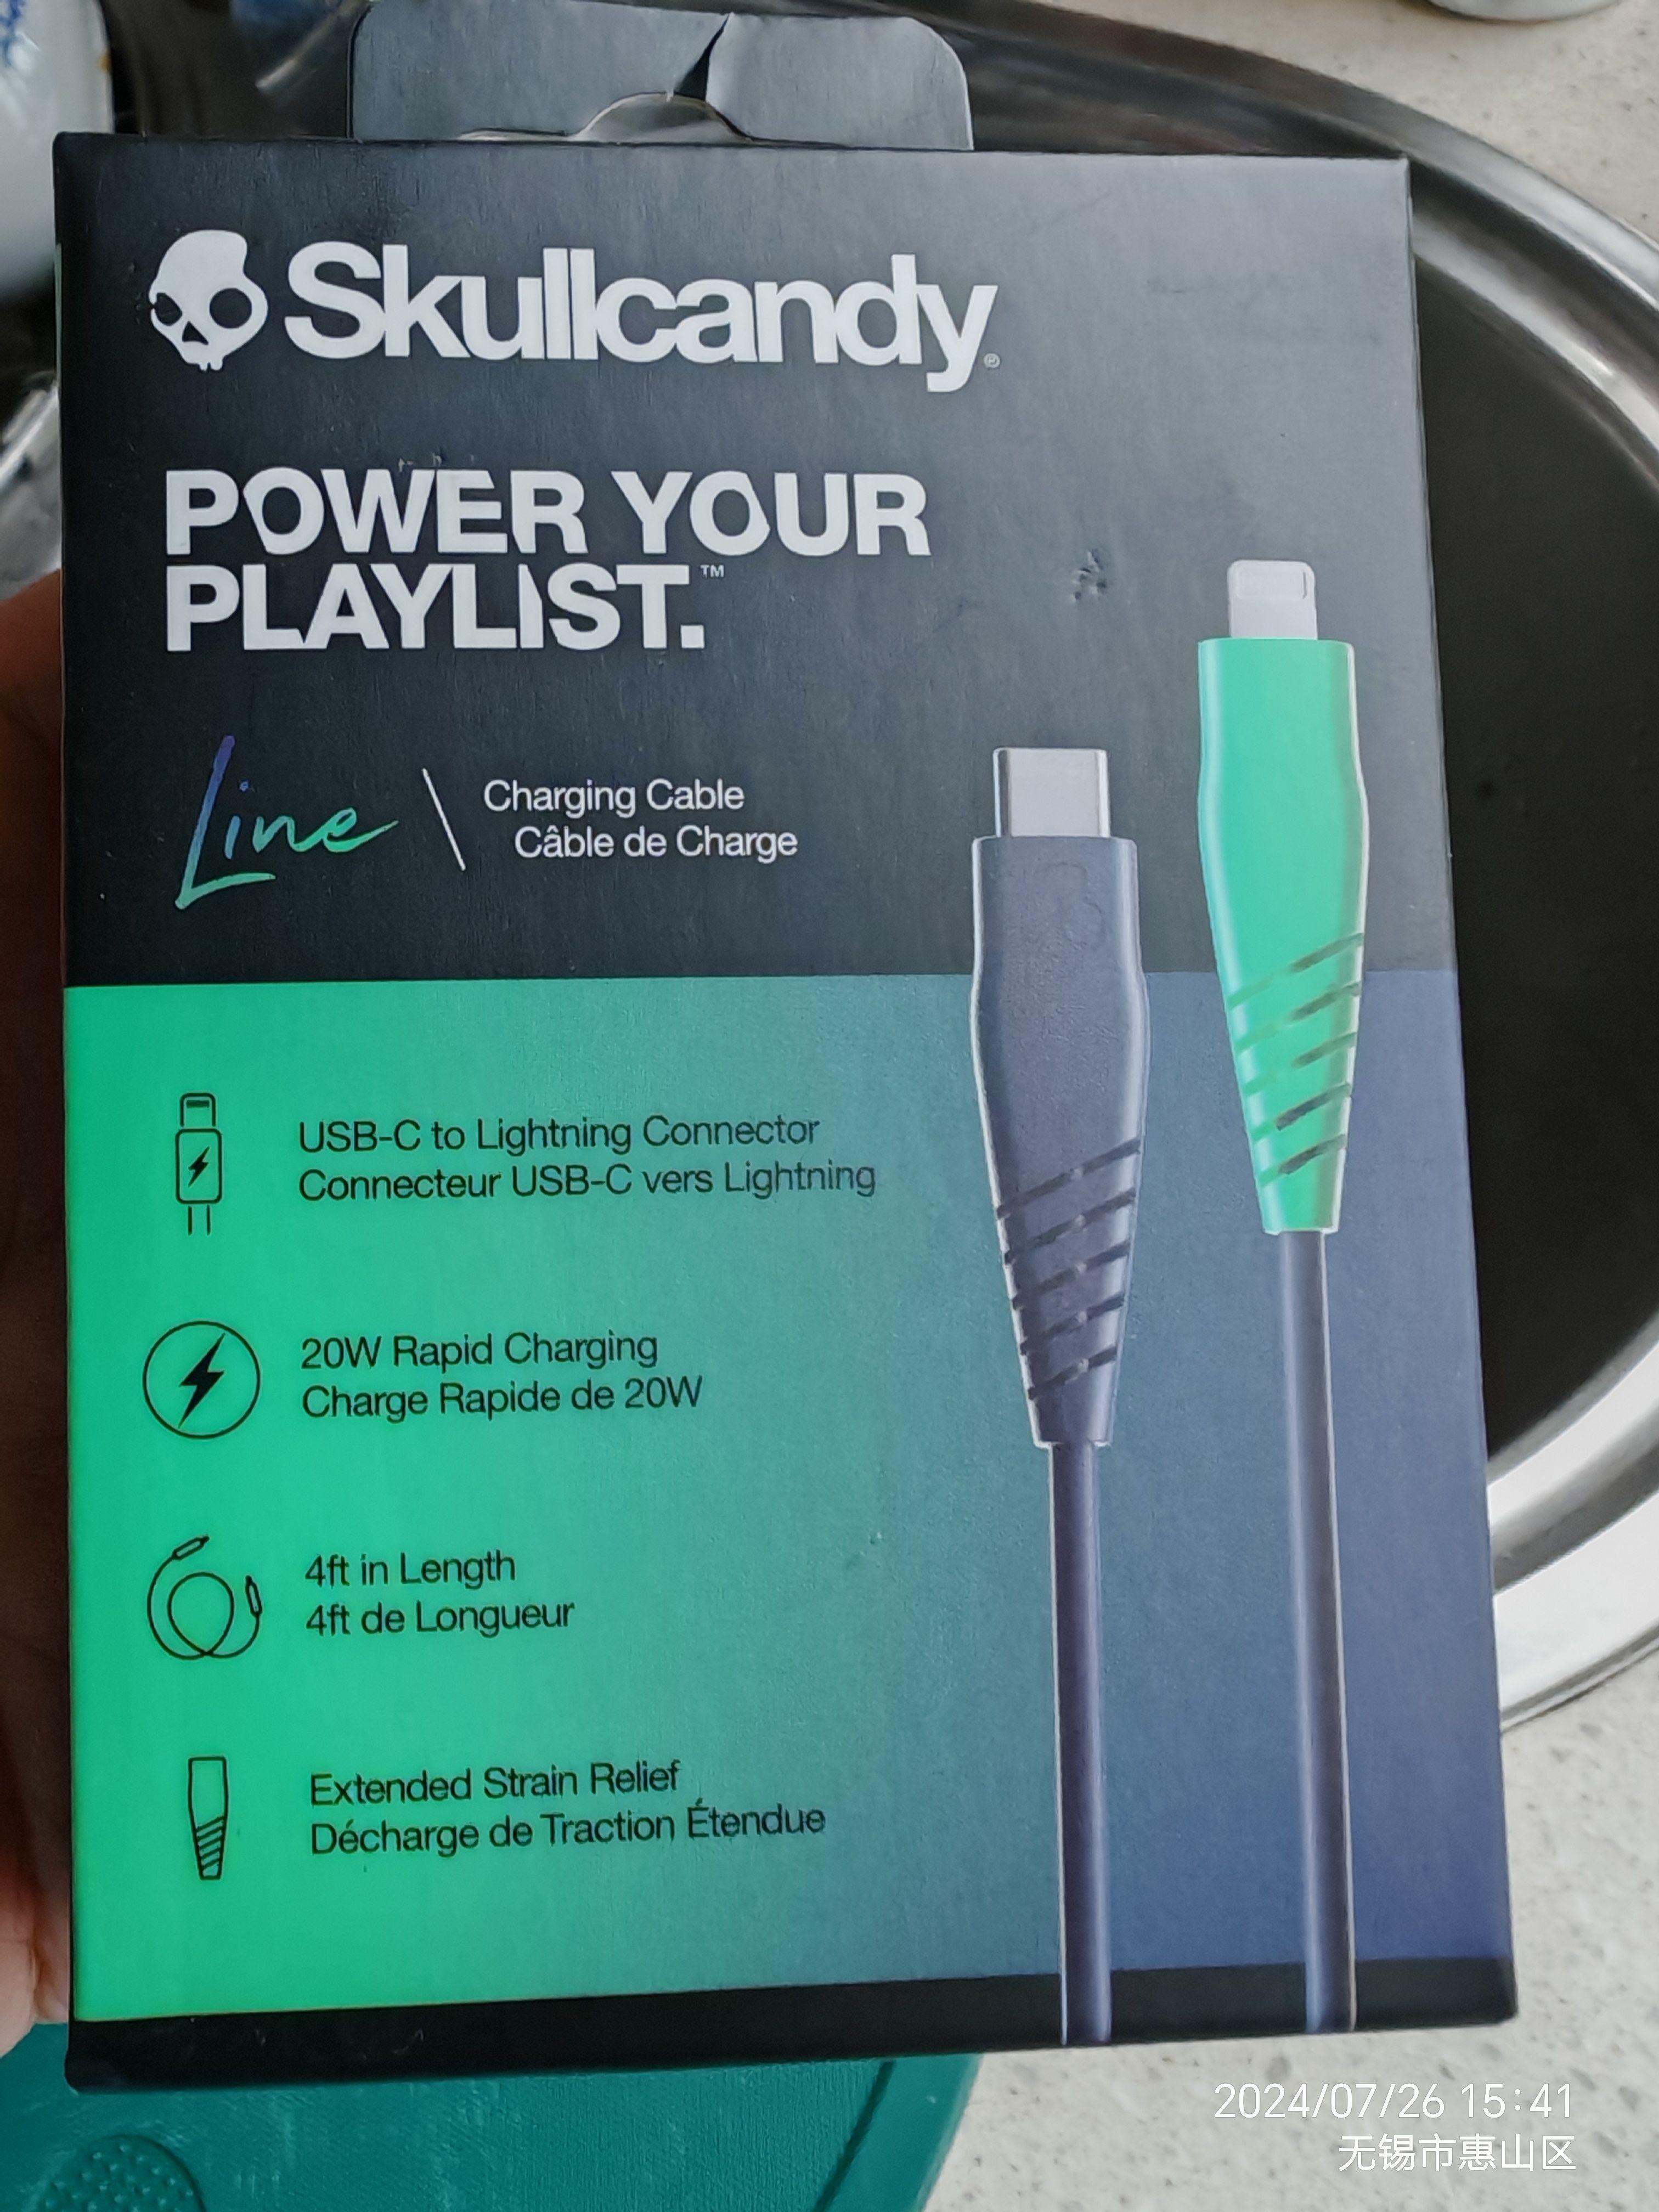 Skullcandy®
POWER YOUR
PLAYLIST.™
Line
Charging Cable
Câble de Charge
USB-C to Lightning Connector
Connecteur USB-C vers Lightning
20W Rapid Charging
Charge Rapide de 20W
4ft in Length
4ft de Longueur
Extended Strain Relief
Décharge de Traction Étendue
2024/07/26 15:41
无锡市惠山区